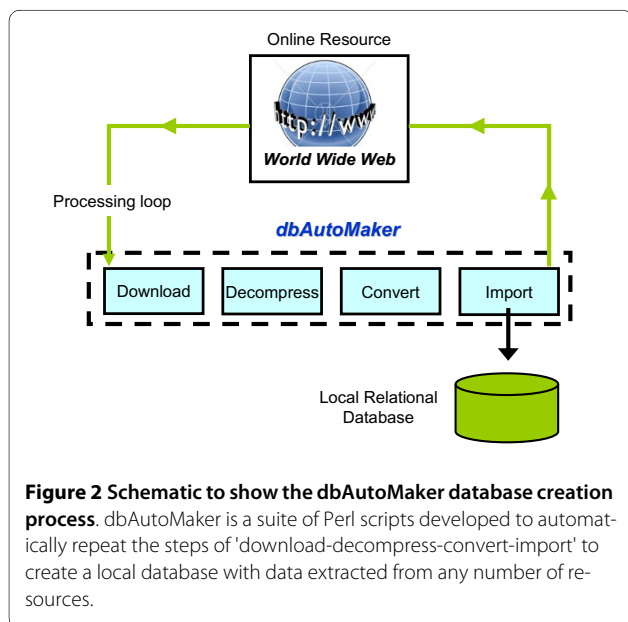 Online Resource
http://www
World Wide Web
Processing loop
dbAutoMaker
Download
Decompress
Convert
Import
Local Relational
Database
Figure 2 Schematic to show the dbAutoMaker database creation
process. dbAutoMaker is a suite of Perl scripts developed to automat-
ically repeat the steps of 'download-decompress-convert-import' to
create a local database with data extracted from any number of re-
sources.